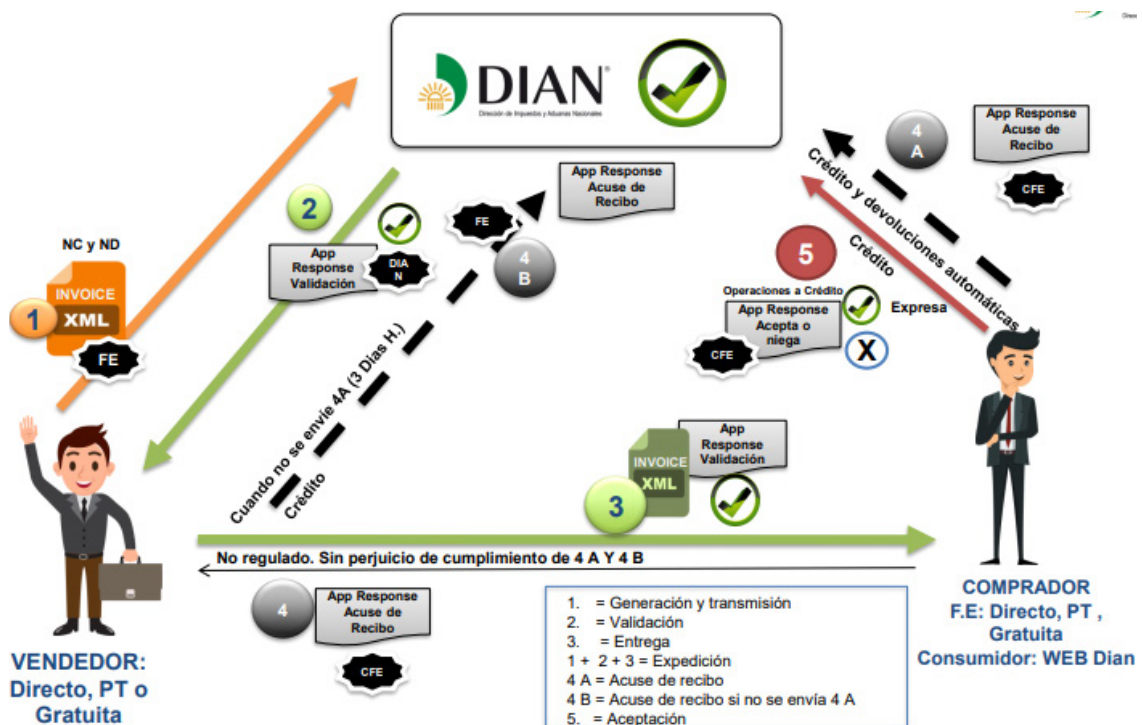 DIAN®
Dirección de Impuestos y Aduanas Nacionales
4
A
App Response
Acuse de
Recibo
CFE
Crédito y devoluciones automáticas
Crédito
2
App
Response
Validación
DIA
N
FE
App Response
Acuse de
Recibo
4
B
NC y ND
INVOICE
XML
1
FE
5
Operaciones a Crédito
App Response
Acepta o
niega
CFE
Expresa
X
Cuando no se envíe 4A (3 Dias H.)
Crédito
INVOICE
XML
App
Response
Validación
3
No regulado. Sin perjuicio de cumplimiento de 4 A Y 4 B
4
App Response
Acuse de
Recibo
CFE
VENDEDOR:
Directo, PT o
Gratuita
COMPRADOR
F.E: Directo, PT ,
Gratuita
Consumidor: WEB Dian
1. = Generación y transmisión
2. = Validación
3. = Entrega
1 + 2 + 3 = Expedición
4 A = Acuse de recibo
4 B = Acuse de recibo si no se envía 4 A
5. = Aceptación